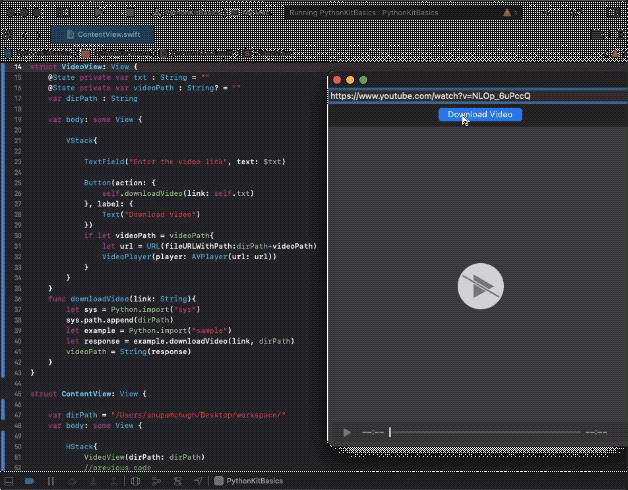 Running PythonKitBasics : PythonKitBasics
ContentView.swift
14 struct VideoView: View {
15 @State private var txt : String = ""
16 @State private var videoPath : String? = ""
17 var dirPath : String
18
19 var body: some View {
20
21 VStack{
22
23 TextField("Enter the video link", text: $txt)
24
25 Button(action: {
26 self.downloadVideo(link: self.txt)
27 }, label: {
28 Text("Download Video")
29 })
30 if let videoPath = videoPath{
31 let url = URL(fileURLWithPath:dirPath+videoPath)
32 VideoPlayer(player: AVPlayer(url: url))
33 }
34 }
35 }
36 func downloadVideo(link: String){
37 let sys = Python.import("sys")
38 sys.path.append(dirPath)
39 let example = Python.import("sample")
40 let response = example.downloadVideo(link, dirPath)
41 videoPath = String(response)
42 }
43 }
44
45 struct ContentView: View {
46
47 var dirPath = "/Users/anupamchugh/Desktop/workspace/"
48 var body: some View {
49
50 HStack{
51 VideoView(dirPath: dirPath)
52 //previous code
https://www.youtube.com/watch?v=NLOp_6uPccQ
Download Video
--:-- --:--
PythonKitBasics